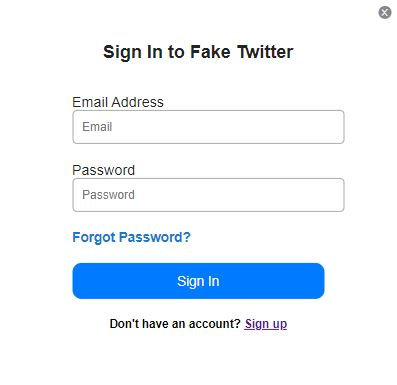 Sign In to Fake Twitter
Email Address
Email
Password
Password
Forgot Password?
Sign In
Don't have an account? Sign up